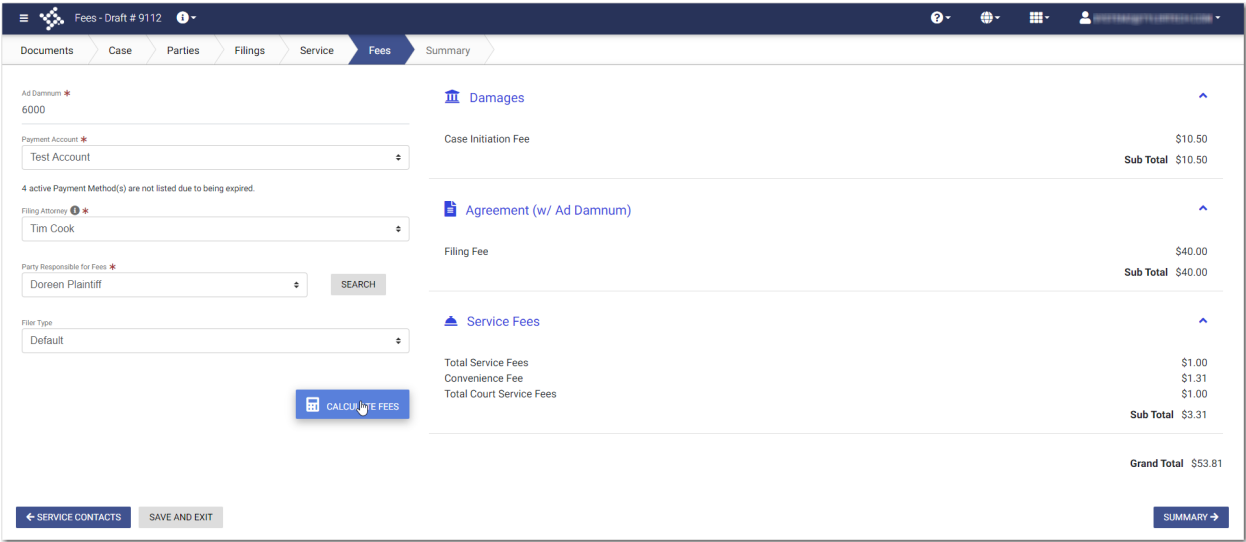 Fees - Draft # 9112
Documents Case Parties Filings Service Fees Summary
Ad Damnum *
6000
Payment Account *
Test Account
4 active Payment Method(s) are not listed due to being expired.
Filing Attorney *
Tim Cook
Party Responsible for Fees *
Doreen Plaintiff
SEARCH
Filer Type
Default
CALCULATE FEES
Damages
Case Initiation Fee $10.50
Sub Total $10.50
Agreement (w/ Ad Damnum)
Filing Fee $40.00
Sub Total $40.00
Service Fees
Total Service Fees $1.00
Convenience Fee $1.31
Total Court Service Fees $1.00
Sub Total $3.31
Grand Total $53.81
SERVICE CONTACTS SAVE AND EXIT SUMMARY